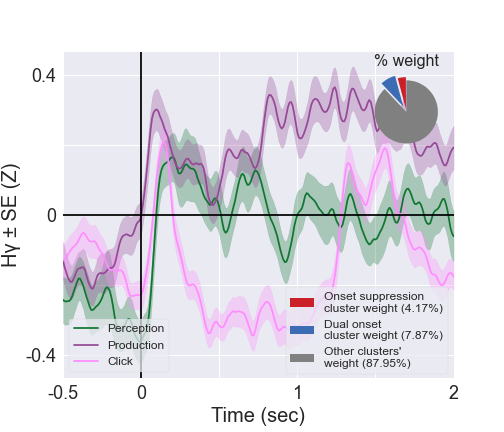 % weight
0.4
0
-0.4
Hγ ± SE (Z)
Perception
Production
Click
Onset suppression
cluster weight (4.17%)
Dual onset
cluster weight (7.87%)
Other clusters'
weight (87.95%)
-0.5
0
1
2
Time (sec)